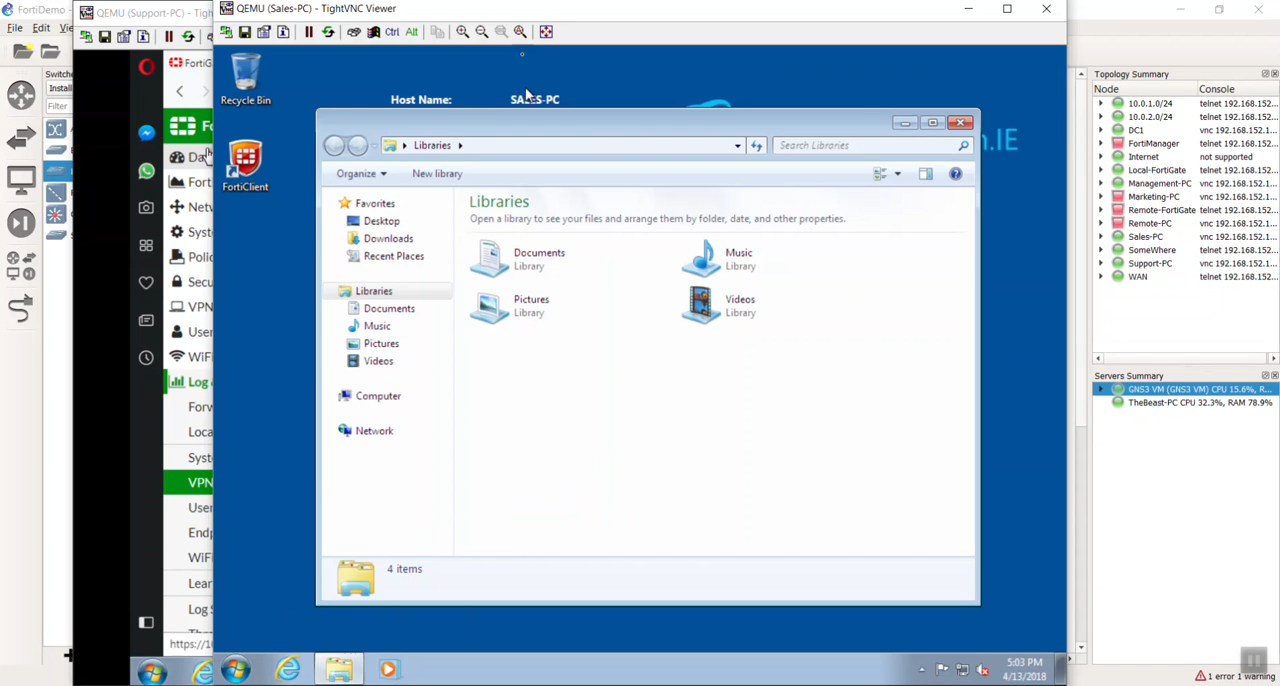 FortiDemo
QEMU (Support-PC) - Tight
QEMU (Sales-PC) - TightVNC Viewer
File Edit
Ctrl Alt
Switche
Install
Filter
FortiG
Recycle Bin
FortiClient
Host Name:
SALES-PC
n.IE
Libraries
Search Libraries
Organize
New library
Favorites
Desktop
Downloads
Recent Places
Libraries
Documents
Music
Pictures
Videos
Computer
Network
Libraries
Open a library to see your files and arrange them by folder, date, and other properties.
Documents
Library
Music
Library
Pictures
Library
Videos
Library
4 items
Fo
Da
Fort
Netv
Syst
Polic
Secu
VPN
User
WiFi
Log &
Forv
Loca
Syst
VPN
User
Endp
WiFi
Lear
Log S
https://10
5:03 PM
4/13/2018
Topology Summary
Node Console
10.0.1.0/24 telnet 192.168.152...
10.0.2.0/24 telnet 192.168.152...
DC1 vnc 192.168.152.1...
FortiManager telnet 192.168.152...
Internet not supported
Local-FortiGate telnet 192.168.152...
Management-PC vnc 192.168.152.1...
Marketing-PC vnc 192.168.152.1...
Remote-FortiGate telnet 192.168.152...
Remote-PC vnc 192.168.152.1...
Sales-PC vnc 192.168.152.1...
SomeWhere telnet 192.168.152...
Support-PC vnc 192.168.152.1...
WAN telnet 192.168.152...
Servers Summary
GNS3 VM (GNS3 VM) CPU 15.6%, R...
TheBeast-PC CPU 32.3%, RAM 78.9%
1 error 1 warning